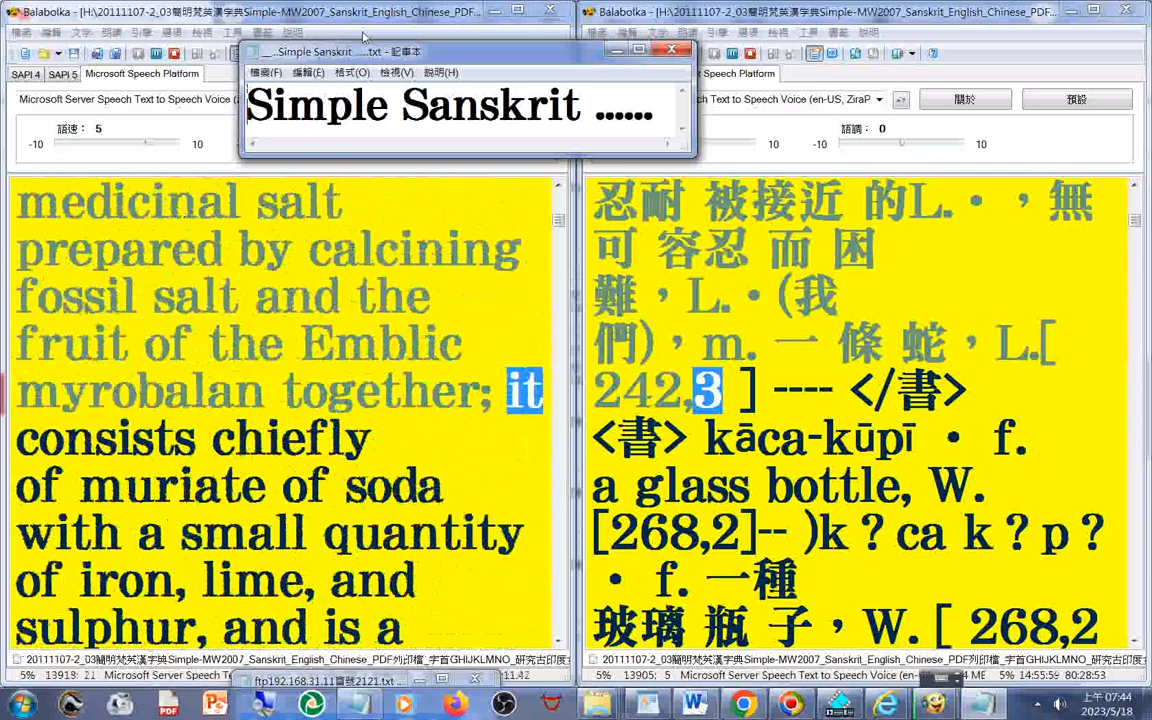 Balabolka - [H:\20111107-2_03簡明梵英漢字典Simple-MW2007_Sanskrit_English_Chinese_PDF...
Balabolka - [H:\20111107-2_03簡明梵英漢字典Simple-MW2007_Sanskrit_English_Chinese_PDF...
__...Simple Sanskrit ......txt - 記事本
檔案(F) 編輯(E) 格式(O) 檢視(V) 說明(H)
Simple Sanskrit ......
SAPI 4 SAPI 5 Microsoft Speech Platform
Speech Platform
Microsoft Server Speech Text to Speech Voice
Microsoft Server Speech Text to Speech Voice (en-US, ZiraP
關於
預設
語速： 5
-10 10
語調： 0
10 -10 10
medicinal salt
prepared by calcining
fossil salt and the
fruit of the Emblic
myrobalan together; it
consists chiefly
of muriate of soda
with a small quantity
of iron, lime, and
sulphur, and is a
忍耐 被接近 的L.•，無
可 容忍 而 困
難，L.•(我
們)，m. 一 條 蛇，L.[
242,3 ] ---- </書>
<書> kāca-kūpī • f.
a glass bottle, W.
[268,2]-- )k？ca k？p？
• f. 一種
玻璃 瓶 子，W. [ 268,2
20111107-2_03簡明梵英漢字典Simple-MW2007_Sanskrit_English_Chinese_PDF列印檔_字首GHIJKLMNO_研究古印度
20111107-2_03簡明梵英漢字典Simple-MW2007_Sanskrit_English_Chinese_PDF列印檔_字首GHIJKLMNO_研究古印度
5% 13919: 21 Microsoft Speech
ftp192.168.31.11
2121.txt ...
11.42
5% 13905: 5 Microsoft Server Speech Text to Speech Voice (en-
5% 14:55:59 80:28:53
上午 07:44
2023/5/18